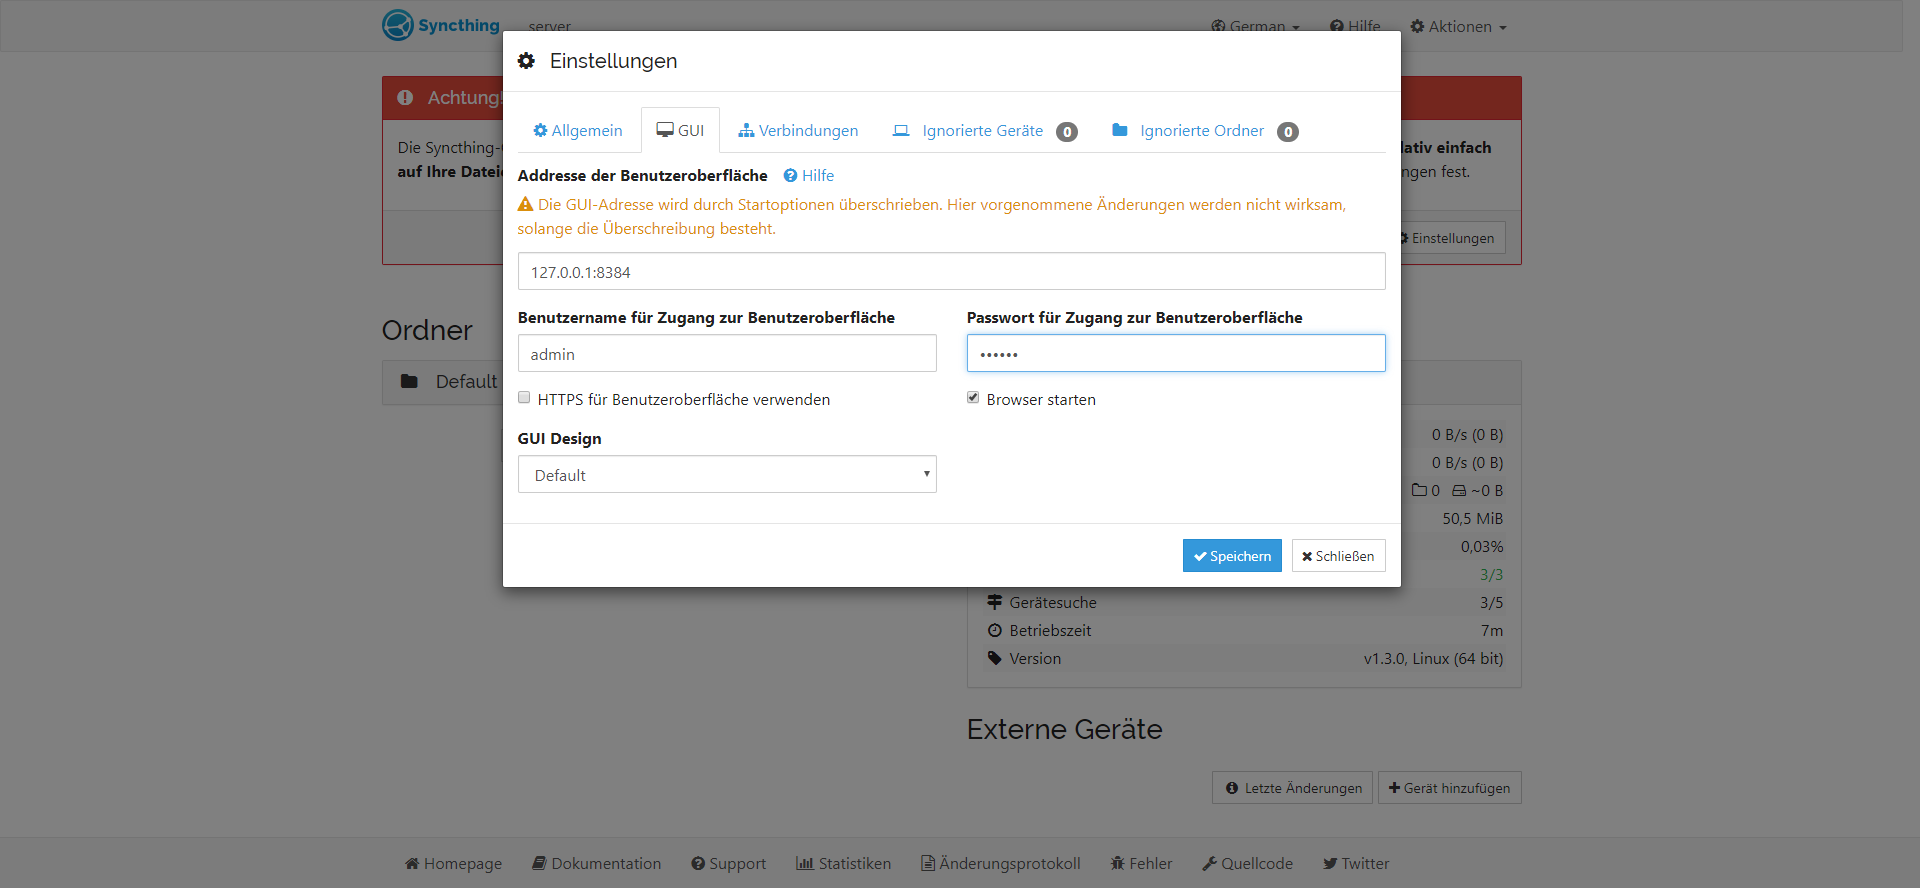 Syncthing
server
German
Hilfe
Aktionen
Achtung!
Die Syncthing-
auf Ihre Dateie
lativ einfach
ngen fest.
Einstellungen
Einstellungen
Allgemein
GUI
Verbindungen
Ignorierte Geräte 0
Ignorierte Ordner 0
Addresse der Benutzeroberfläche Hilfe
Die GUI-Adresse wird durch Startoptionen überschrieben. Hier vorgenommene Änderungen werden nicht wirksam,
solange die Überschreibung besteht.
127.0.0.1:8384
Benutzername für Zugang zur Benutzeroberfläche
admin
Passwort für Zugang zur Benutzeroberfläche
••••••
HTTPS für Benutzeroberfläche verwenden
Browser starten
GUI Design
Default
Speichern
Schließen
Ordner
Default
0 B/s (0 B)
0 B/s (0 B)
0 ~0 B
50,5 MiB
0,03%
3/3
Gerätesuche 3/5
Betriebszeit 7m
Version v1.3.0, Linux (64 bit)
Externe Geräte
Letzte Änderungen
Gerät hinzufügen
Homepage
Dokumentation
Support
Statistiken
Änderungsprotokoll
Fehler
Quellcode
Twitter